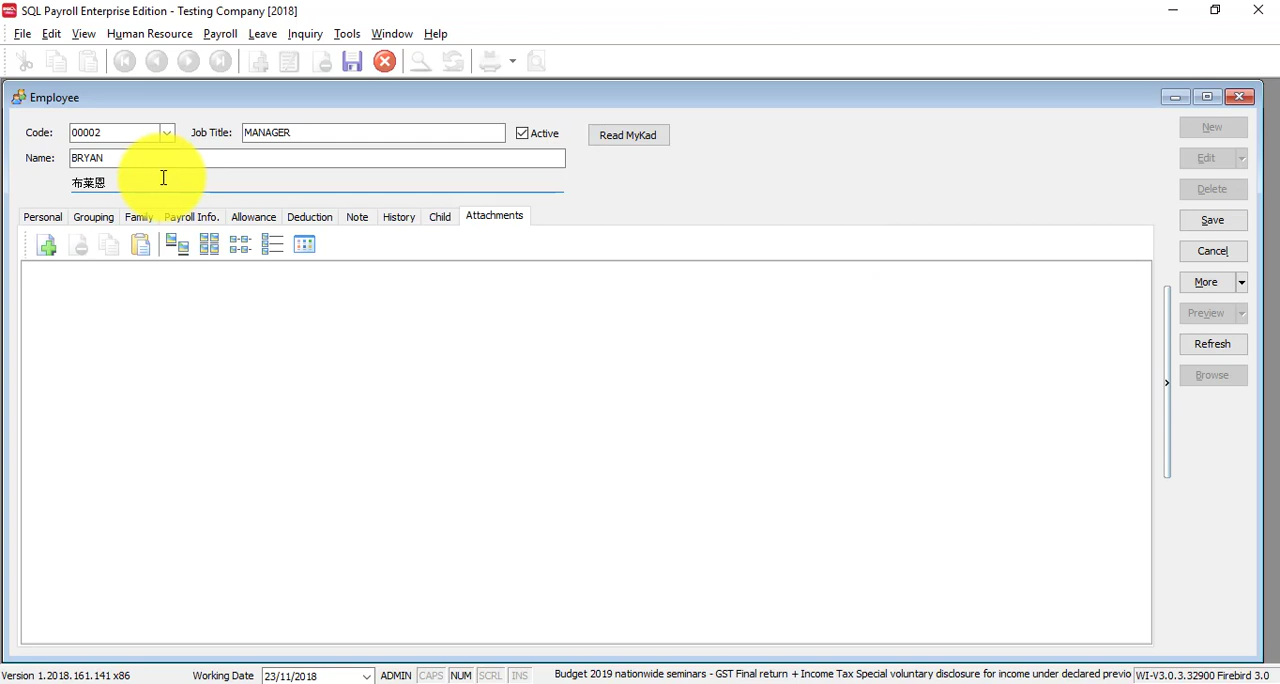 SQL Payroll Enterprise Edition - Testing Company [2018]
File Edit View Human Resource Payroll Leave Inquiry Tools Window Help
Employee
Code: 00002 Job Title: MANAGER Active Read MyKad
Name: BRYAN
布莱恩
Personal Grouping Family Payroll Info. Allowance Deduction Note History Child Attachments
New
Edit
Delete
Save
Cancel
More
Preview
Refresh
Browse
Version 1.2018.161.141 x86 Working Date 23/11/2018 ADMIN CAPS NUM SCRL INS Budget 2019 nationwide seminars - GST Final return + Income Tax Special voluntary disclosure for income under declared previo WI-V3.0.3.32900 Firebird 3.0